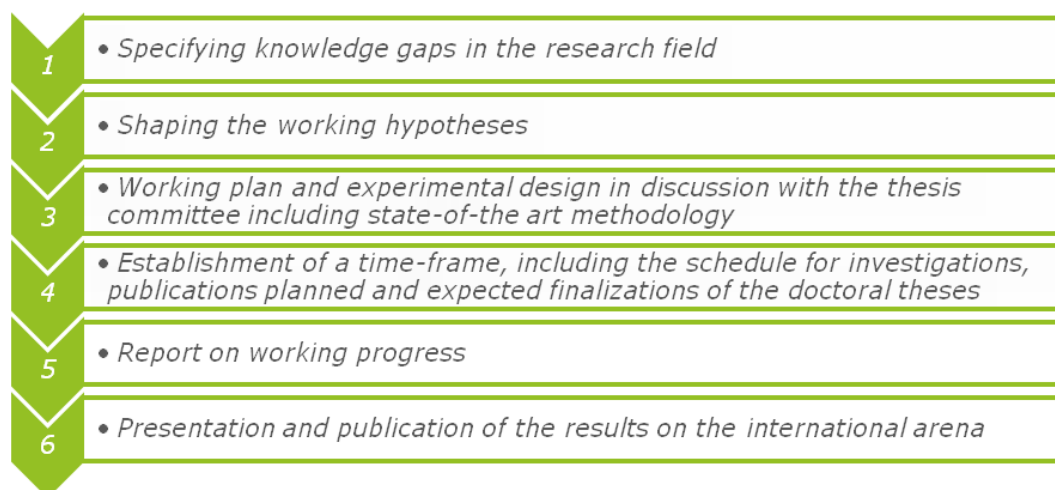 1 • Specifying knowledge gaps in the research field
2 • Shaping the working hypotheses
3 • Working plan and experimental design in discussion with the thesis
committee including state-of-the art methodology
4 • Establishment of a time-frame, including the schedule for investigations,
publications planned and expected finalizations of the doctoral theses
5 • Report on working progress
6 • Presentation and publication of the results on the international arena